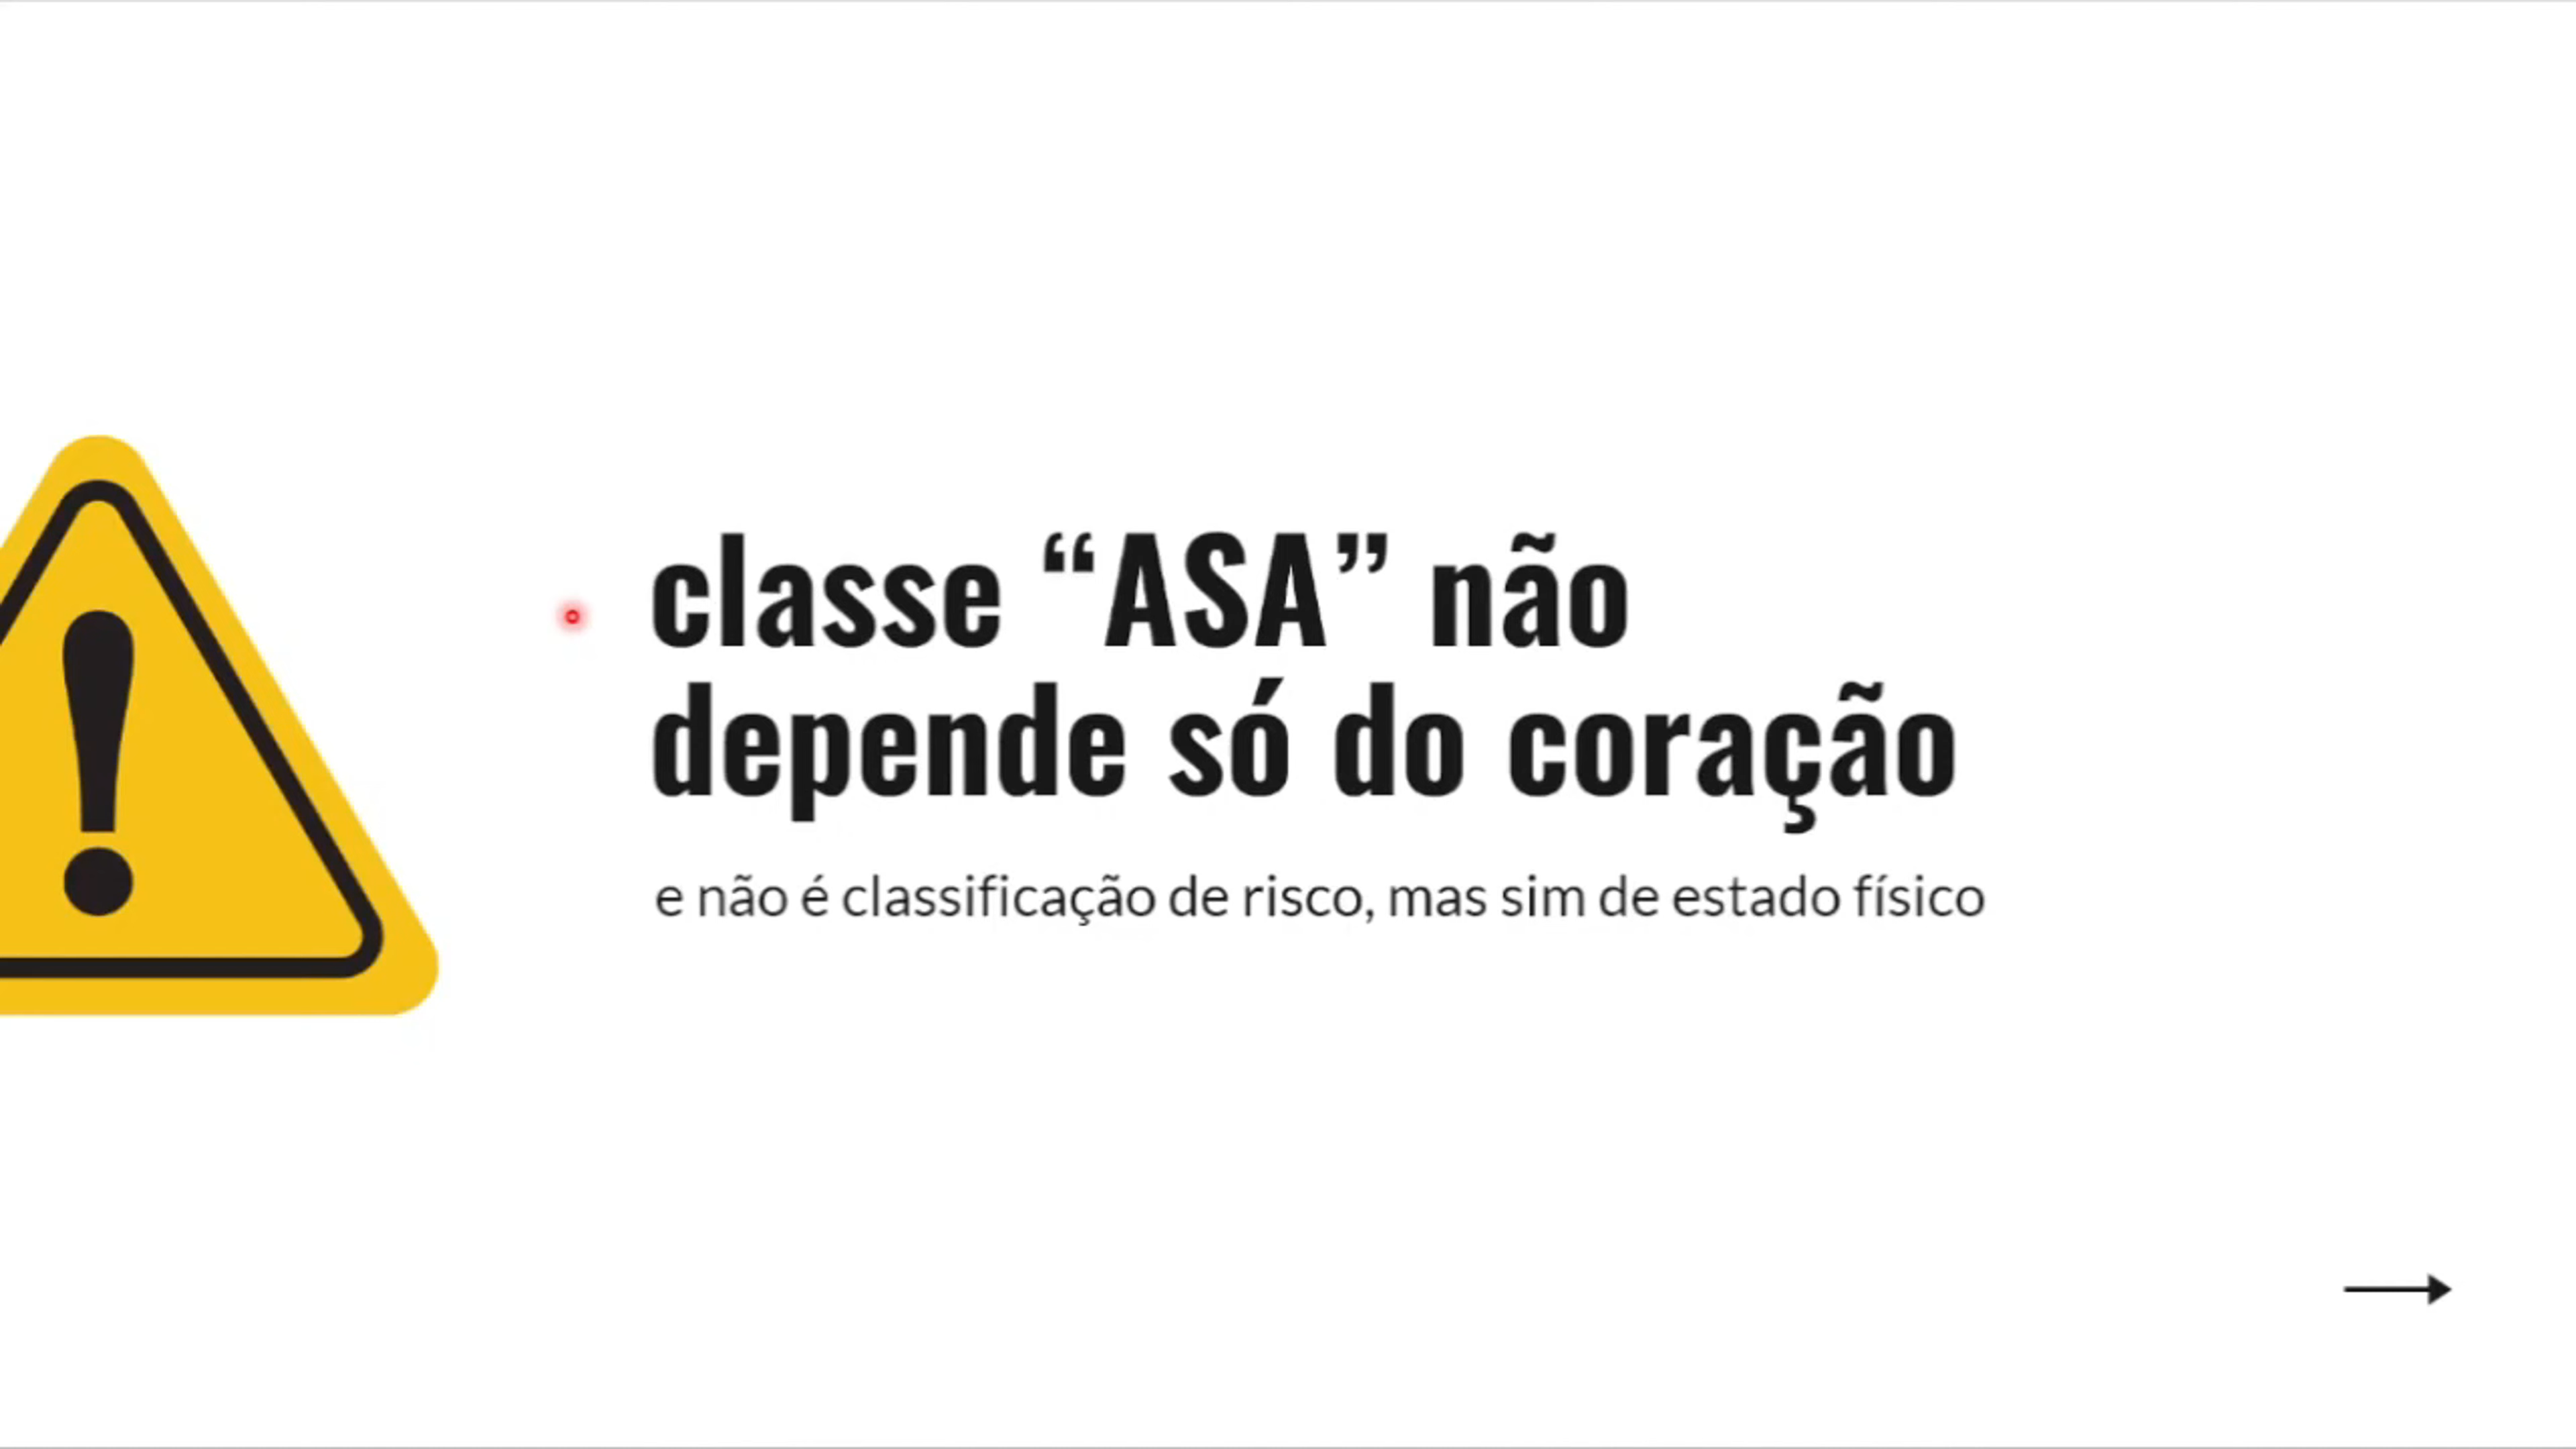 classe “ASA” não
depende só do coração
e não é classificação de risco, mas sim de estado físico